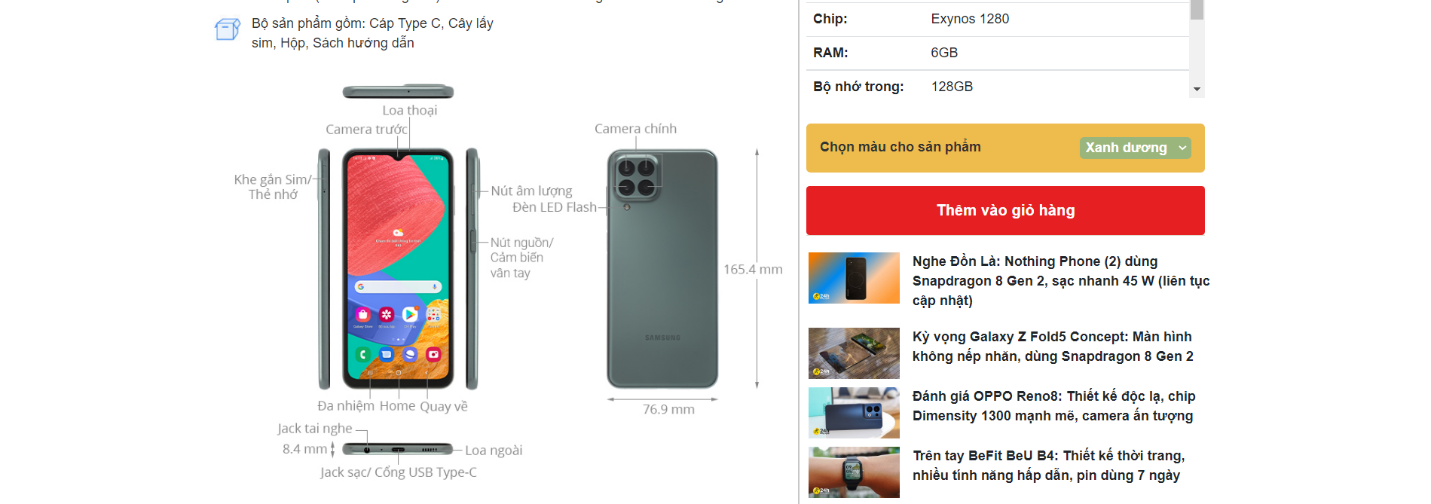 Bộ sản phẩm gồm: Cáp Type C, Cây lấy
sim, Hộp, Sách hướng dẫn
Loa thoại
Camera trước
Khe gắn Sim/
Thẻ nhớ
Nút âm lượng
Đèn LED Flash
Nút nguồn/
Cảm biến
vân tay
Camera chính
SAMSUNG
165.4 mm
76.9 mm
Đa nhiệm
Home
Quay về
Jack tai nghe
8.4 mm
Loa ngoài
Jack sạc/ Cổng USB Type-C
Chip:
Exynos 1280
RAM:
6GB
Bộ nhớ trong:
128GB
Chọn màu cho sản phẩm
Xanh dương
Thêm vào giỏ hàng
Nghe Đồn Là: Nothing Phone (2) dùng
Snapdragon 8 Gen 2, sạc nhanh 45 W (liên tục
cập nhật)
Kỳ vọng Galaxy Z Fold5 Concept: Màn hình
không nếp nhăn, dùng Snapdragon 8 Gen 2
Đánh giá OPPO Reno8: Thiết kế độc lạ, chip
Dimensity 1300 mạnh mẽ, camera ấn tượng
Trên tay BeFit BeU B4: Thiết kế thời trang,
nhiều tính năng hấp dẫn, pin dùng 7 ngày